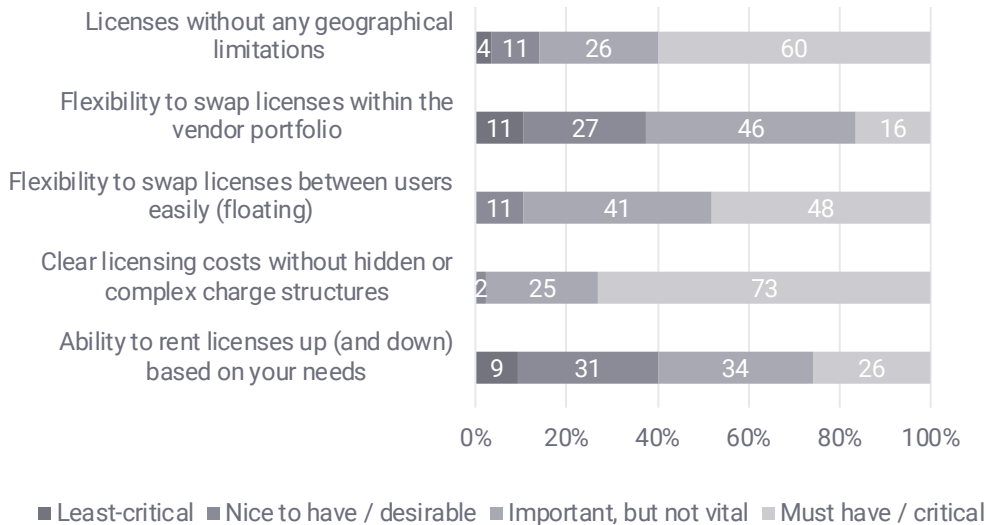 Licenses without any geographical
limitations
4 11 26 60
Flexibility to swap licenses within the
vendor portfolio
11 27 46 16
Flexibility to swap licenses between users
easily (floating)
11 41 48
Clear licensing costs without hidden or
complex charge structures
2 25 73
Ability to rent licenses up (and down)
based on your needs
9 31 34 26
0% 20% 40% 60% 80% 100%
Least-critical Nice to have / desirable Important, but not vital Must have / critical